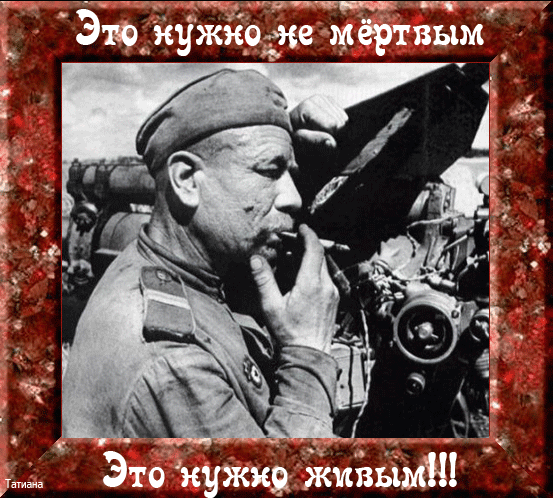 Это нужно не мёртвым
Это нужно живым!!!
Татиана